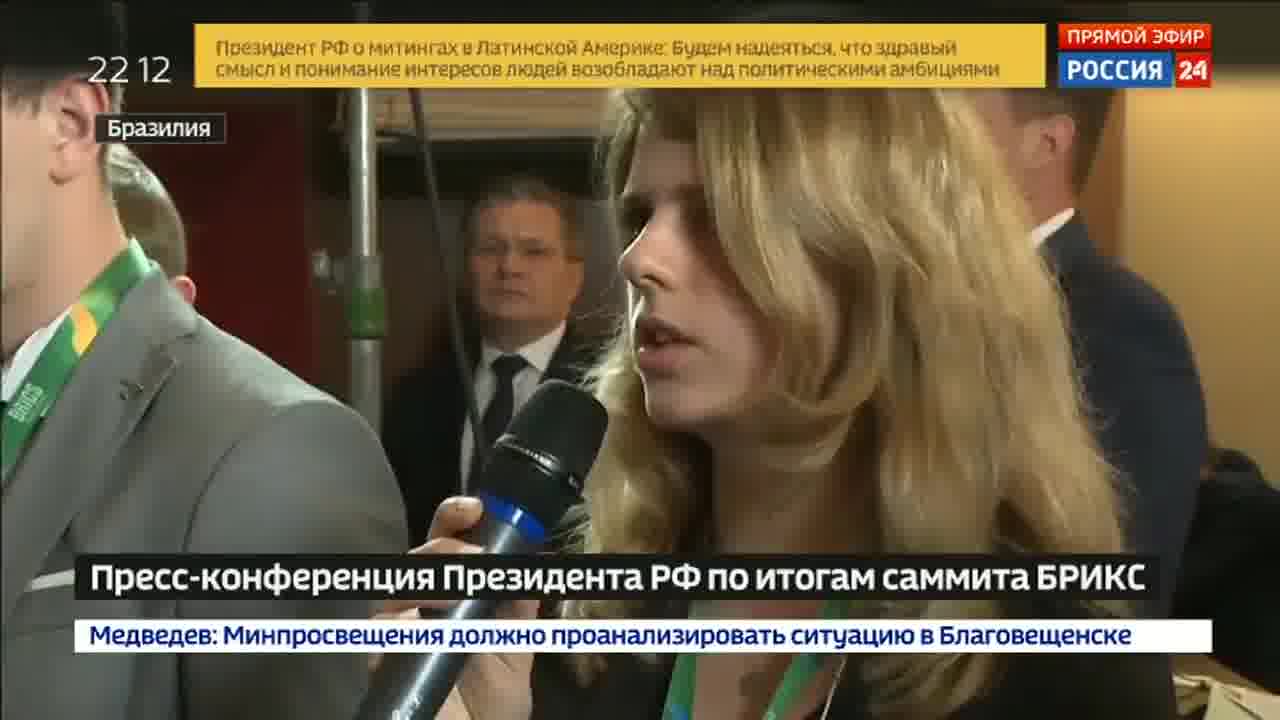 22 12
Президент РФ о митингах в Латинской Америке: Будем надеяться, что здравый
смысл и понимание интересов людей возобладают над политическими амбициями
ПРЯМОЙ ЭФИР
РОССИЯ 24
Бразилия
BRICS
Пресс-конференция Президента РФ по итогам саммита БРИКС
Медведев: Минпросвещения должно проанализировать ситуацию в Благовещенске